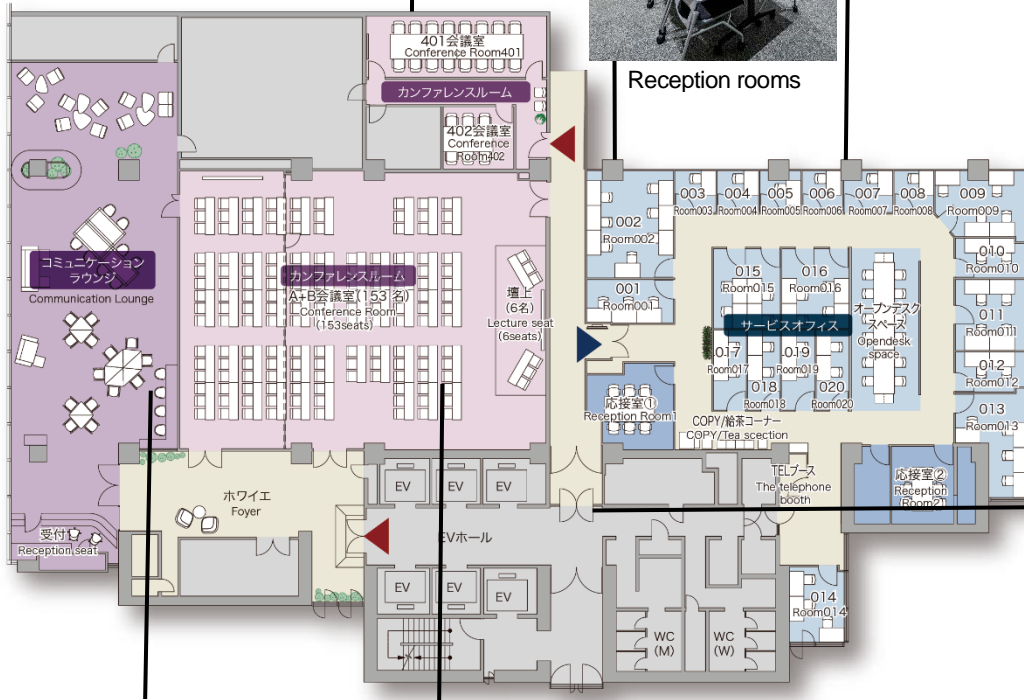 Reception rooms
401会議室
Conference Room401
カンファレンスルーム
402会議室
Conference
Room402
003
Room003
004
Room004
005
Room005
006
Room006
007
Room007
008
Room008
009
Room009
002
Room002
010
Room010
001
Room001
011
Room011
015
Room015
016
Room016
オープンデスク
スペース
Opendesk
space
サービスオフィス
コミュニケーション
ラウンジ
Communication Lounge
カンファレンスルーム
A+B会議室(153 名)
Conference Room
(153seats)
壇上
(6名)
Lecture seat
(6seats)
017
Room017
019
Room019
012
Room012
018
Room018
020
Room020
013
Room013
応接室①
Reception Room1
COPY/給茶コーナー
COPY/Tea scection
TELブース
The telephone
booth
応接室②
Reception
Room21
EV
EV
EV
ホワイエ
Foyer
受付
Reception seat
EVホール
EV
EV
EV
014
Room014
WC
(M)
WC
(W)